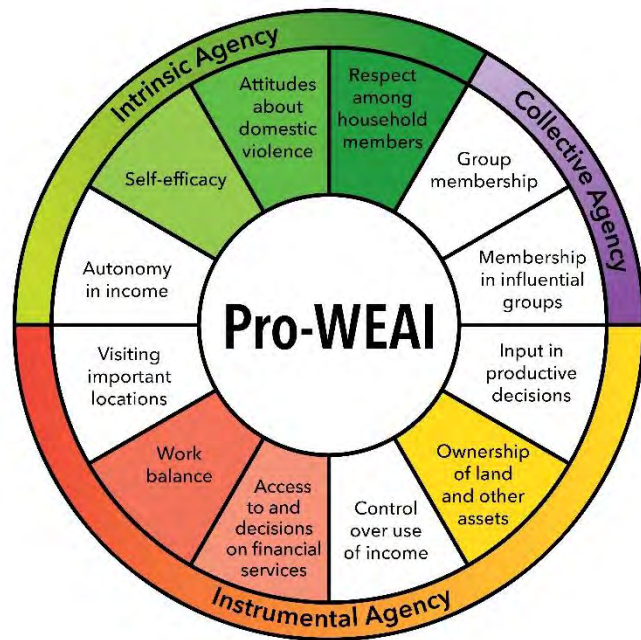 Intrinsic Agency
Collective Agency
Instrumental Agency
Pro-WEAI
Respect
among
household
members
Group
membership
Membership
in influential
groups
Input in
productive
decisions
Ownership
of land
and other
assets
Control
over use
of income
Access
to and
decisions
on financial
services
Work
balance
Visiting
important
locations
Autonomy
in income
Self-efficacy
Attitudes
about
domestic
violence